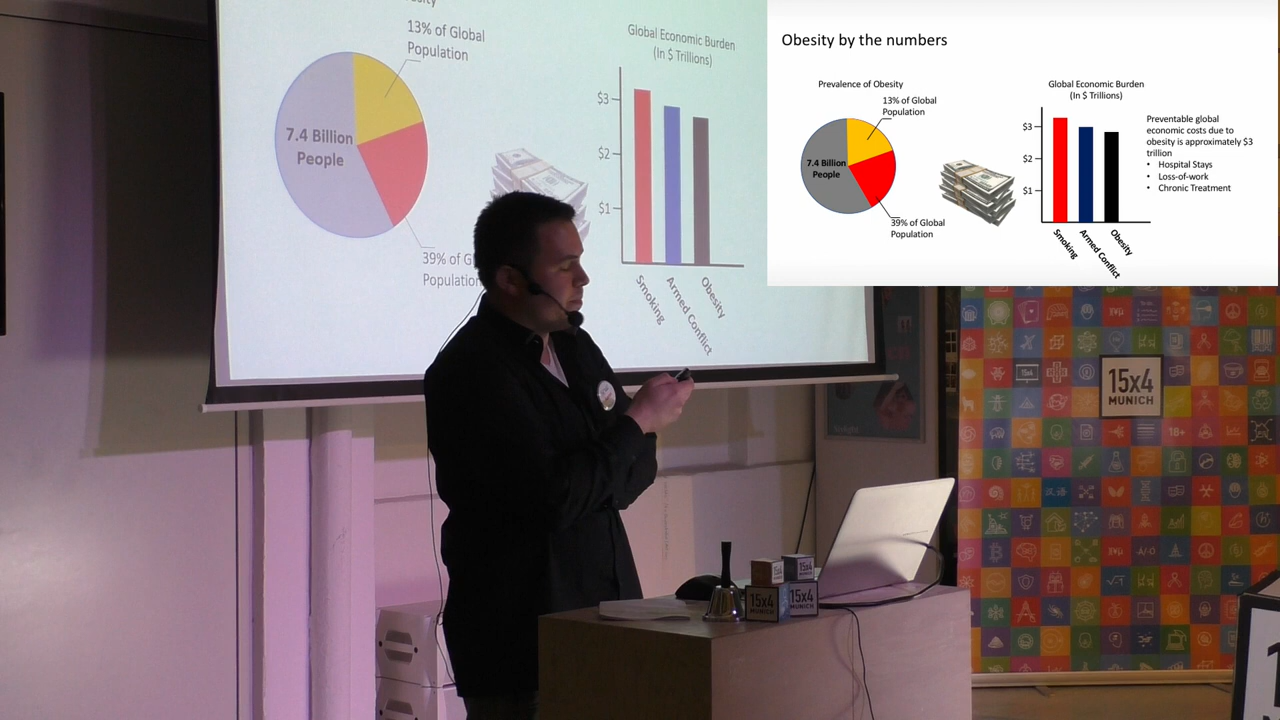 13% of Global
Population
7.4 Billion
People
39% of Gl
Population
Global Economic Burden
(In $ Trillions)
$3
$2
$1
Smoking
Armed Conflict
Obesity
Obesity by the numbers
Prevalence of Obesity
13% of Global
Population
7.4 Billion
People
39% of Global
Population
Global Economic Burden
(In $ Trillions)
$3
$2
$1
Smoking
Armed Conflict
Obesity
Preventable global
economic costs due to
obesity is approximately $3
trillion
• Hospital Stays
• Loss-of-work
• Chronic Treatment
15x4
MUNICH
18+
15x4
MUNICH
15x4
MUNICH
15x4
15x4